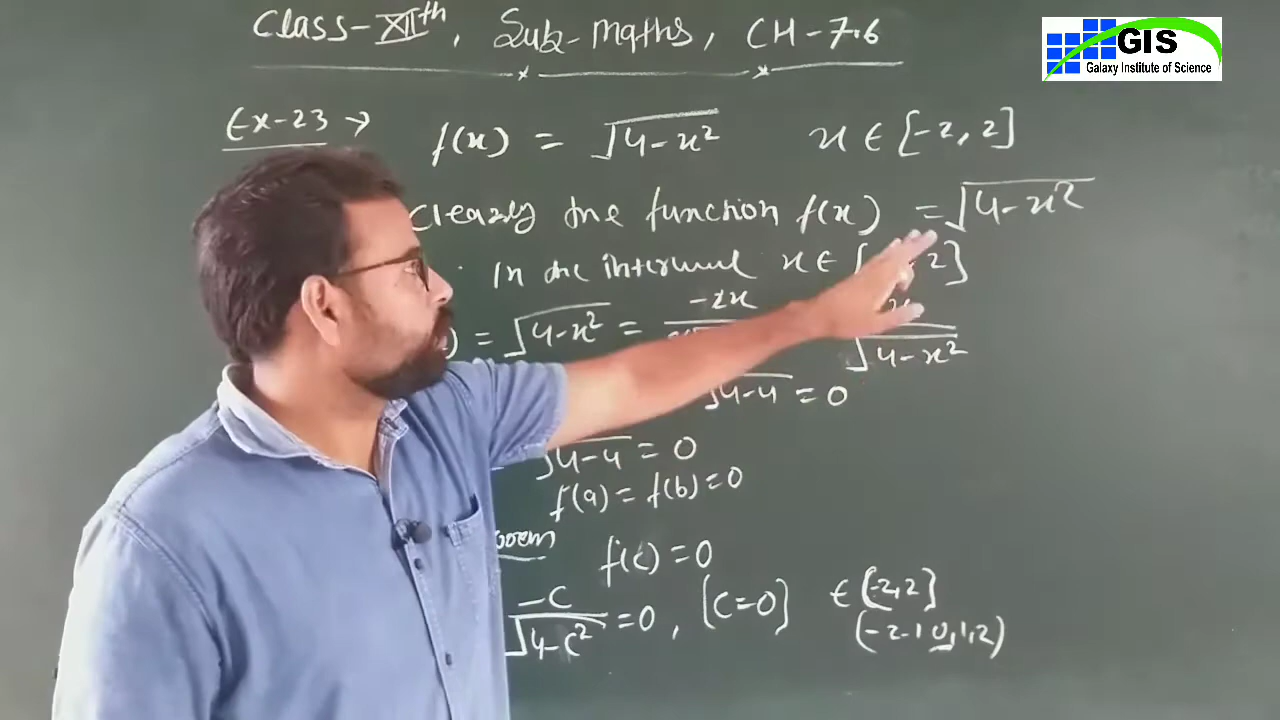 Class-XIIth, Sub-maths, CH-7.6
GIS
Galaxy Institute of Science
Ex-23 → f(x) = √4-x² x ∈ [-2, 2]
Clearly the function f(x) = √4-x²
In the interval x ∈ [ 2]
) = √4-x² = -2x
√4-x²
√4-4 = 0
√4-4 = 0
f(a) = f(b) = 0
f(c) = 0
-c/√4-c² = 0, [C=0] ∈ [-2,2]
(-2-1 0,1,2)